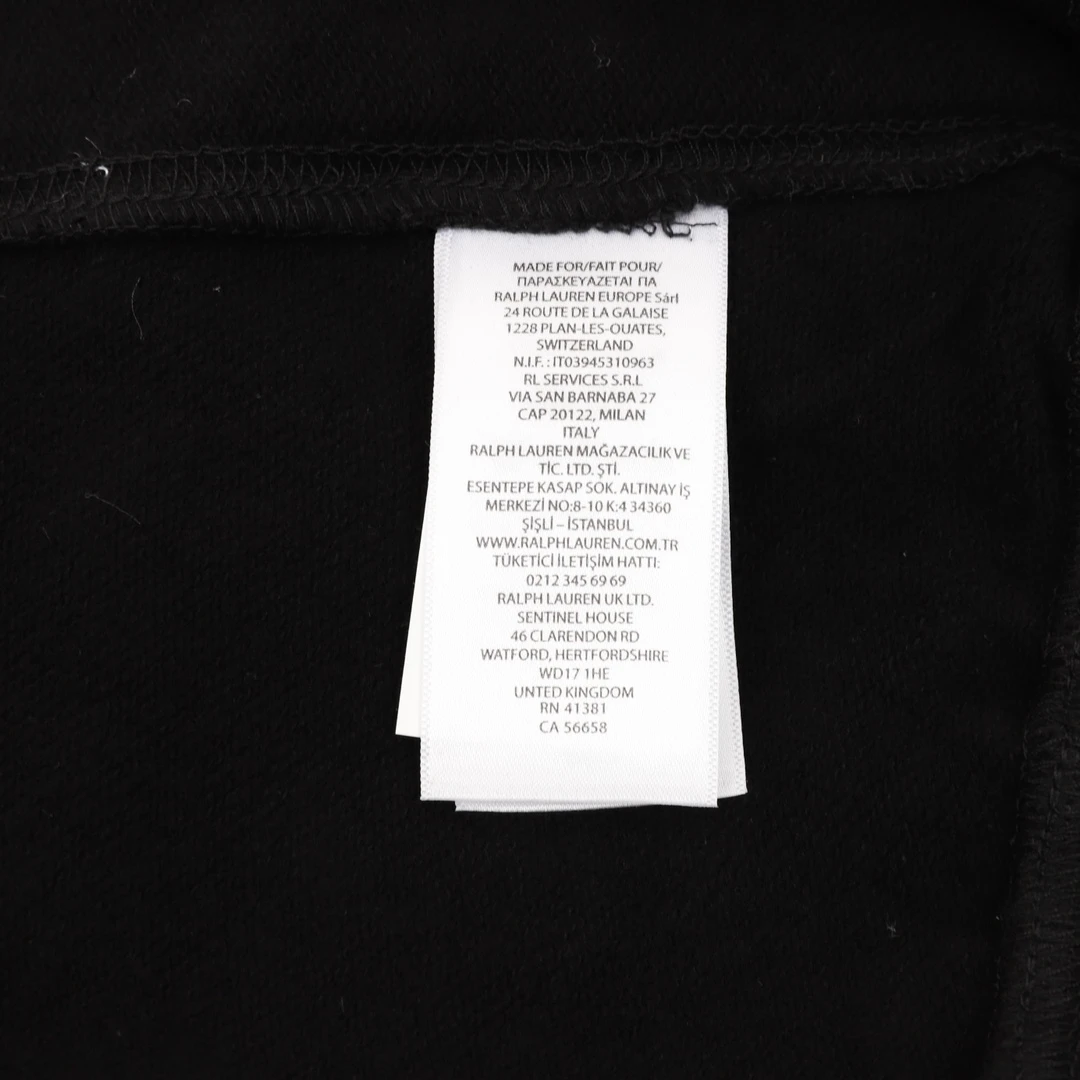 MADE FOR/FAIT POUR/
ΠΑΡΑΣΚΕΥΑΖΕΤΑΙ ΓΙΑ
RALPH LAUREN EUROPE Sárl
24 ROUTE DE LA GALAISE
1228 PLAN-LES-OUATES,
SWITZERLAND
N.I.F. : IT03945310963
RL SERVICES S.R.L
VIA SAN BARNABA 27
CAP 20122, MILAN
ITALY
RALPH LAUREN MAĞAZACILIK VE
TİC. LTD. ŞTİ.
ESENTEPE KASAP SOK. ALTINAY İŞ
MERKEZİ NO:8-10 K:4 34360
ŞİŞLİ – İSTANBUL
WWW.RALPHLAUREN.COM.TR
TÜKETİCİ İLETİŞİM HATTI:
0212 345 69 69
RALPH LAUREN UK LTD.
SENTINEL HOUSE
46 CLARENDON RD
WATFORD, HERTFORDSHIRE
WD17 1HE
UNTED KINGDOM
RN 41381
CA 56658